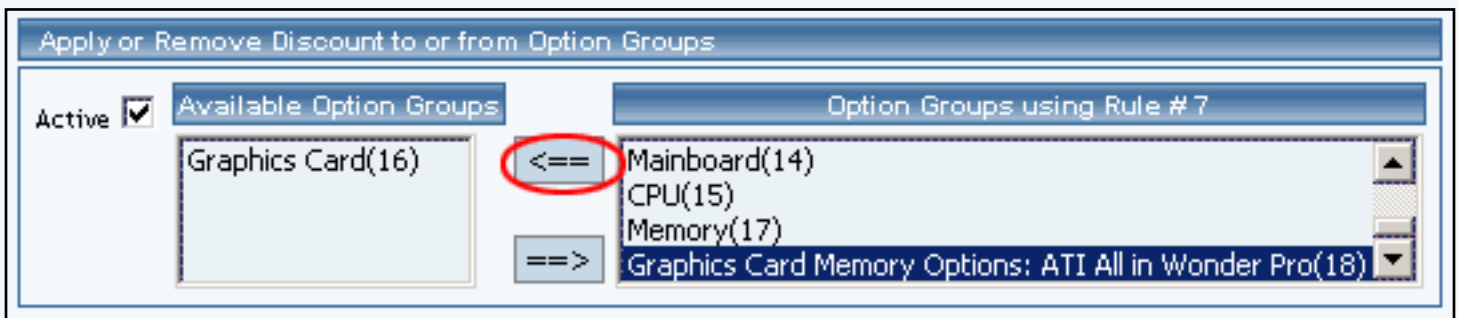 Apply or Remove Discount to or from Option Groups
Active
Available Option Groups
Option Groups using Rule # 7
Graphics Card(16)
<==
Mainboard(14)
CPU(15)
Memory(17)
==>
Graphics Card Memory Options: ATI All in Wonder Pro(18)